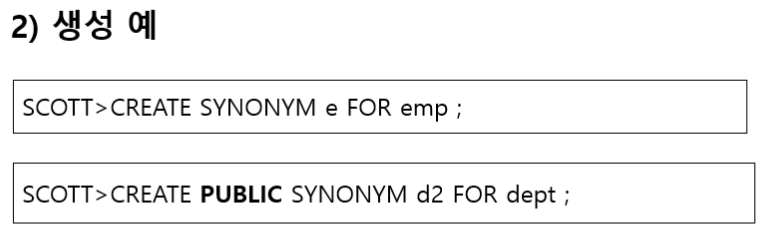 2) 생성 예
SCOTT>CREATE SYNONYM e FOR emp ;
SCOTT>CREATE PUBLIC SYNONYM d2 FOR dept ;